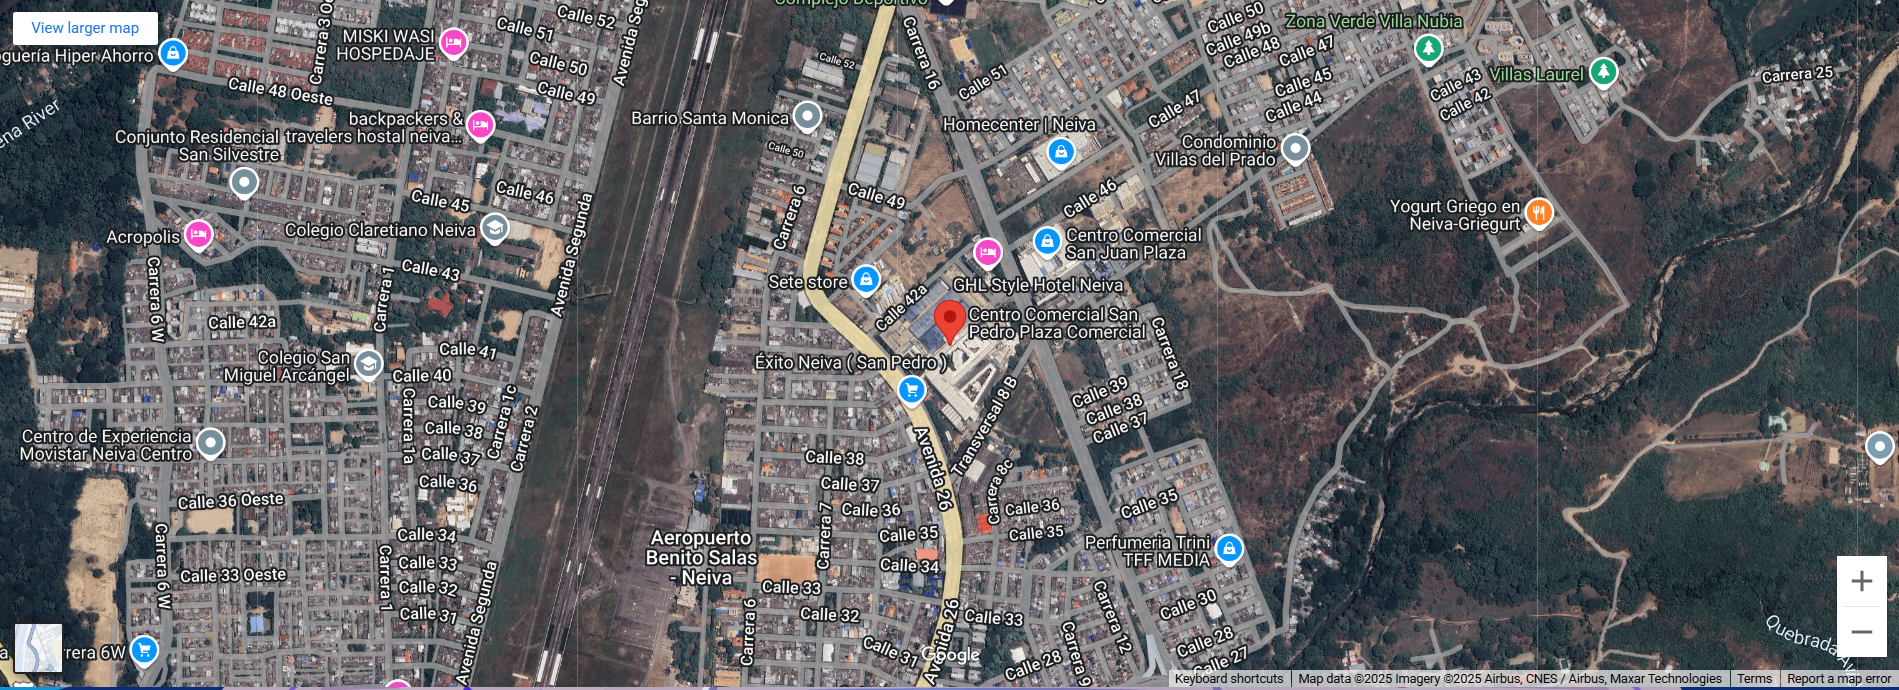 View larger map
oguería Hiper Ahorro
MISKI WASI
HOSPEDAJE
Carrera 3
Calle 52
Calle 51
Calle 50
Calle 49
Avenida Seg
Calle 48 Oeste
ena River
Conjunto Residencial
San Silvestre
backpackers &
travelers hostal neiva...
Calle 46
Calle 45
Colegio Claretiano Neiva
Acropolis
Calle 43
Carrera 6 W
Carrera 1
Avenida Segunda
Calle 42a
Colegio San
Miguel Arcángel
Calle 41
Calle 40
Calle 39
Calle 38
Calle 37
Calle 36
Carrera 1a
Carrera 1c
Carrera 2
Centro de Experiencia
Movistar Neiva Centro
Calle 36 Oeste
Carrera 6 W
Calle 33 Oeste
Carrera 1
Calle 34
Calle 33
Calle 32
Calle 31
Avenida Segunda
rrera 6W
Complejo Deportivo
Calle 52
Carrera 16
Calle 51
Barrio Santa Monica
Calle 50
Carrera 6
Calle 49
Homecenter | Neiva
Calle 47
Calle 46
Centro Comercial
San Juan Plaza
Sete store
Calle 42a
GHL Style Hotel Neiva
Centro Comercial San
Pedro Plaza Comercial
Éxito Neiva ( San Pedro )
Carrera 18
Calle 39
Calle 38
Calle 37
Transversal 8 B
Avenida 26
Carrera 8c
Calle 38
Calle 37
Calle 36
Calle 35
Calle 34
Calle 33
Calle 32
Calle 31
Carrera 7
Carrera 6
Aeropuerto
Benito Salas
- Neiva
Calle 36
Calle 35
Calle 33
Calle 28
Avenida 26
Carrera 9
Carrera 12
Calle 35
Perfumeria Trini
TFF MEDIA
Calle 30
Calle 28
Calle 27
Calle 50
Calle 49b
Calle 48
Calle 47
Calle 45
Calle 44
Zona Verde Villa Nubia
Villas Laurel
Calle 43
Calle 42
Carrera 25
Condominio
Villas del Prado
Yogurt Griego en
Neiva-Griegurt
Quebrada
Google
Keyboard shortcuts
Map data ©2025 Imagery ©2025 Airbus, CNES / Airbus, Maxar Technologies
Terms
Report a map error